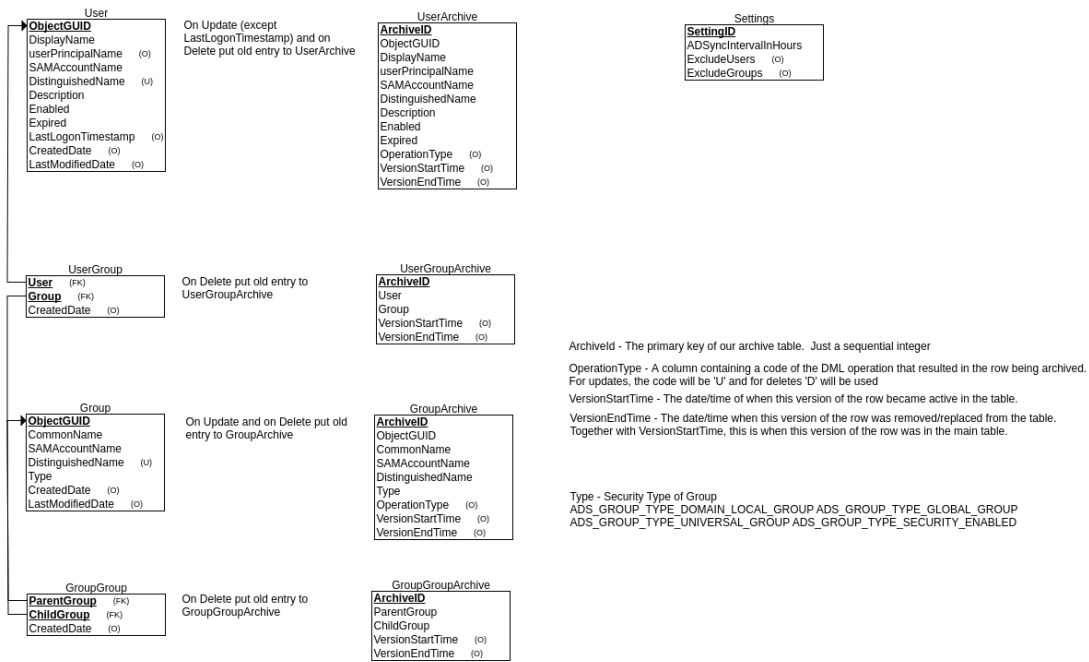 User
ObjectGUID
DisplayName
userPrincipalName (O)
SAMAccountName
DistinguishedName (U)
Description
Enabled
Expired
LastLogonTimestamp (O)
CreatedDate (O)
LastModifiedDate (O)
On Update (except
LastLogonTimestamp) and on
Delete put old entry to UserArchive
UserArchive
ArchiveID
ObjectGUID
DisplayName
userPrincipalName
SAMAccountName
DistinguishedName
Description
Enabled
Expired
OperationType (O)
VersionStartTime (O)
VersionEndTime (O)
Settings
SettingID
ADSyncIntervalInHours
ExcludeUsers (O)
ExcludeGroups (O)
UserGroup
User (FK)
Group (FK)
CreatedDate (O)
On Delete put old entry to
UserGroupArchive
UserGroupArchive
ArchiveID
User
Group
VersionStartTime (O)
VersionEndTime (O)
ArchiveId - The primary key of our archive table. Just a sequential integer
OperationType - A column containing a code of the DML operation that resulted in the row being archived.
For updates, the code will be 'U' and for deletes 'D' will be used
VersionStartTime - The date/time of when this version of the row became active in the table.
VersionEndTime - The date/time when this version of the row was removed/replaced from the table.
Together with VersionStartTime, this is when this version of the row was in the main table.
Group
ObjectGUID
CommonName
SAMAccountName
DistinguishedName (U)
Type
CreatedDate (O)
LastModifiedDate (O)
On Update and on Delete put old
entry to GroupArchive
GroupArchive
ArchiveID
ObjectGUID
CommonName
SAMAccountName
DistinguishedName
Type
OperationType (O)
VersionStartTime (O)
VersionEndTime (O)
Type - Security Type of Group
ADS_GROUP_TYPE_DOMAIN_LOCAL_GROUP ADS_GROUP_TYPE_GLOBAL_GROUP
ADS_GROUP_TYPE_UNIVERSAL_GROUP ADS_GROUP_TYPE_SECURITY_ENABLED
GroupGroup
ParentGroup (FK)
ChildGroup (FK)
CreatedDate (O)
On Delete put old entry to
GroupGroupArchive
GroupGroupArchive
ArchiveID
ParentGroup
ChildGroup
VersionStartTime (O)
VersionEndTime (O)